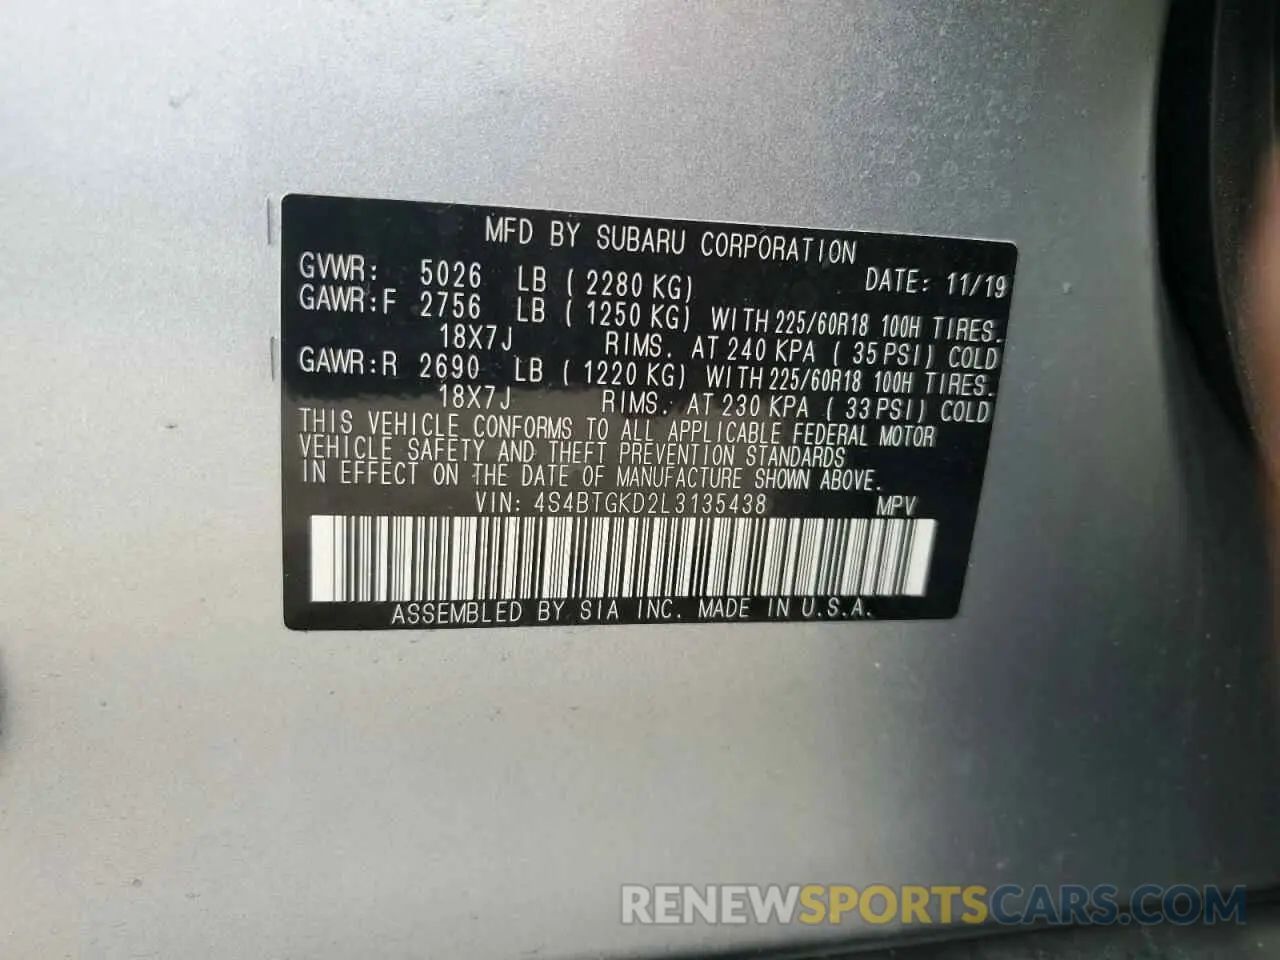 MFD BY SUBARU CORPORATION
GVWR: 5026 LB ( 2280 KG) DATE: 11/19
GAWR:F 2756 LB ( 1250 KG) WITH 225/60R18 100H TIRES.
18X7J RIMS. AT 240 KPA ( 35 PSI) COLD
GAWR:R 2690 LB ( 1220 KG) WITH 225/60R18 100H TIRES.
18X7J RIMS. AT 230 KPA ( 33 PSI) COLD
THIS VEHICLE CONFORMS TO ALL APPLICABLE FEDERAL MOTOR
VEHICLE SAFETY AND THEFT PREVENTION STANDARDS
IN EFFECT ON THE DATE OF MANUFACTURE SHOWN ABOVE.
VIN: 4S4BTGKD2L3135438 MPV
ASSEMBLED BY SIA INC. MADE IN U.S.A.
RENEWSPORTSCARS.COM